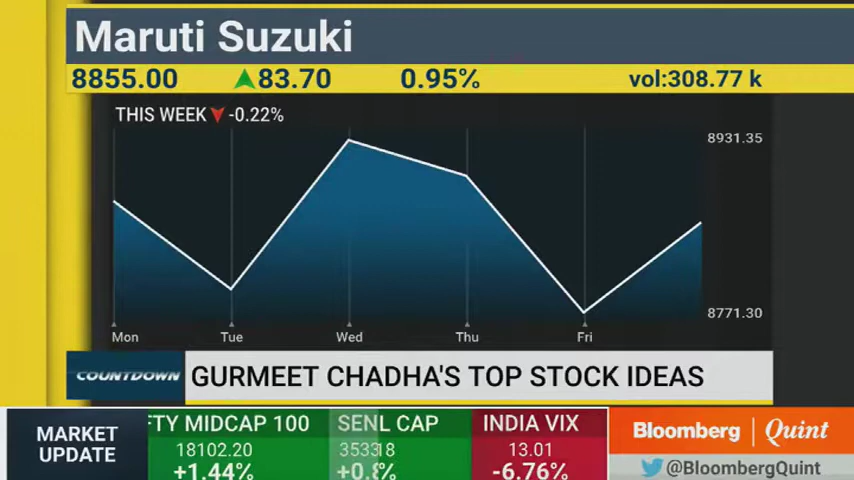 Maruti Suzuki
8855.00 83.70 0.95% vol:308.77 k
THIS WEEK -0.22%
8931.35
8771.30
Mon Tue Wed Thu Fri
COUNTDOWN GURMEET CHADHA'S TOP STOCK IDEAS
MARKET UPDATE
FTY MIDCAP 100
18102.20
+1.44%
CAP
INDIA VIX
13.01
-6.76%
Bloomberg | Quint
@BloombergQuint